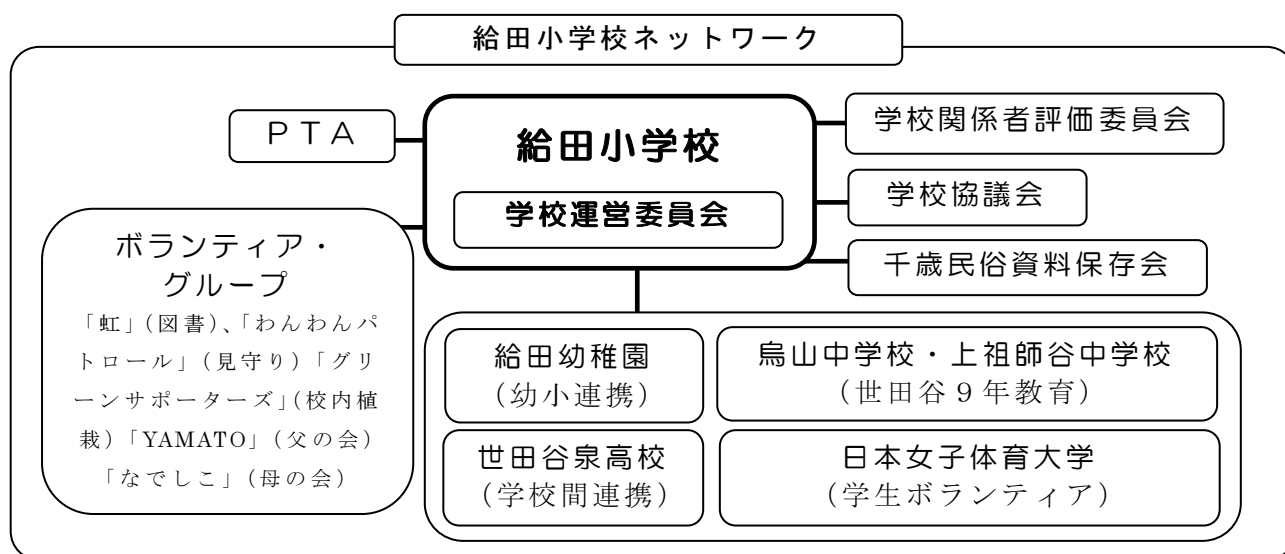 給田小学校ネットワーク
PTA
給田小学校
学校運営委員会
学校関係者評価委員会
学校協議会
千歳民俗資料保存会
ボランティア・
グループ
「虹」(図書)、「わんわんパ
トロール」(見守り)「グリ
ーンサポーターズ」(校内植
栽)「YAMATO」(父の会)
「なでしこ」(母の会)
給田幼稚園
(幼小連携)
烏山中学校・上祖師谷中学校
(世田谷9年教育)
世田谷泉高校
(学校間連携)
日本女子体育大学
(学生ボランティア)